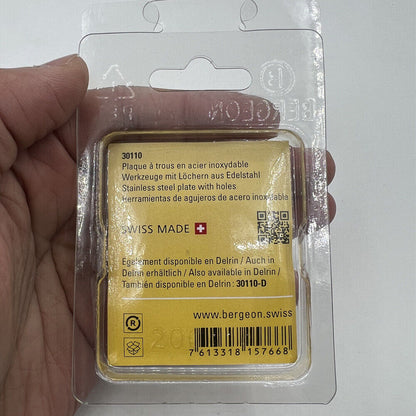 BERGEON
30110
Plaque à trous en acier inoxydable
Werkzeuge mit Löchern aus Edelstahl
Stainless steel plate with holes
Herramientas de agujeros de acero inoxidable
SWISS MADE
Egalement disponible en Delrin / Auch in
Delrin erhältlich / Also available in Delrin /
También disponible en Delrin : 30110-D
www.bergeon.swiss
R
7 613318 157668